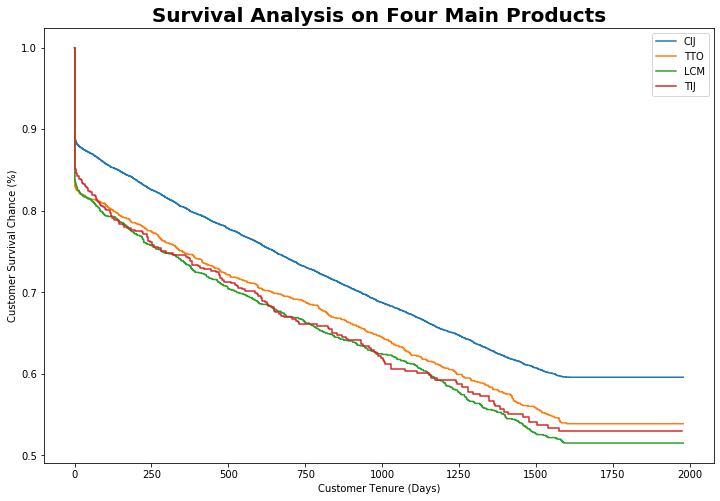 Survival Analysis on Four Main Products
CIJ
TTO
LCM
TIJ
Customer Survival Chance (%)
1.0
0.9
0.8
0.7
0.6
0.5
0
250
500
750
1000
1250
1500
1750
2000
Customer Tenure (Days)